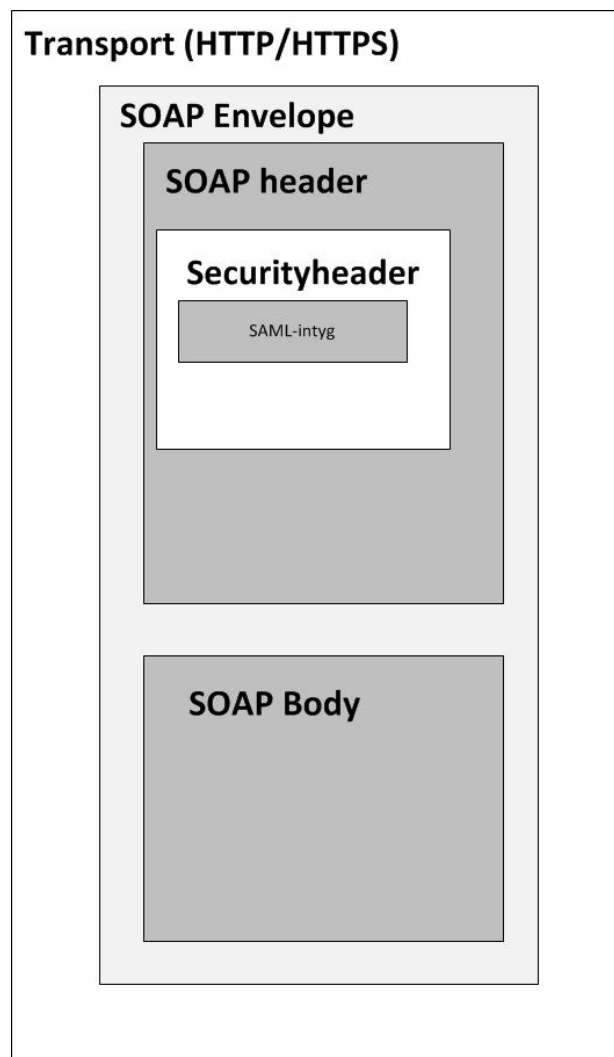 Transport (HTTP/HTTPS)
SOAP Envelope
SOAP header
Securityheader
SAML-intyg
SOAP Body